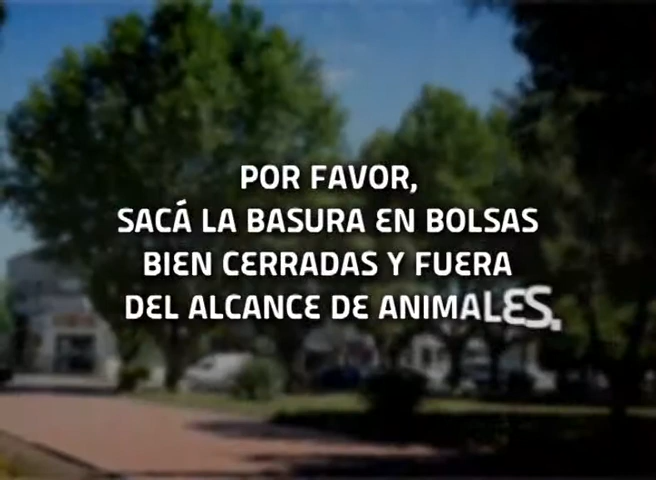 POR FAVOR,
SACÁ LA BASURA EN BOLSAS
BIEN CERRADAS Y FUERA
DEL ALCANCE DE ANIMALES.